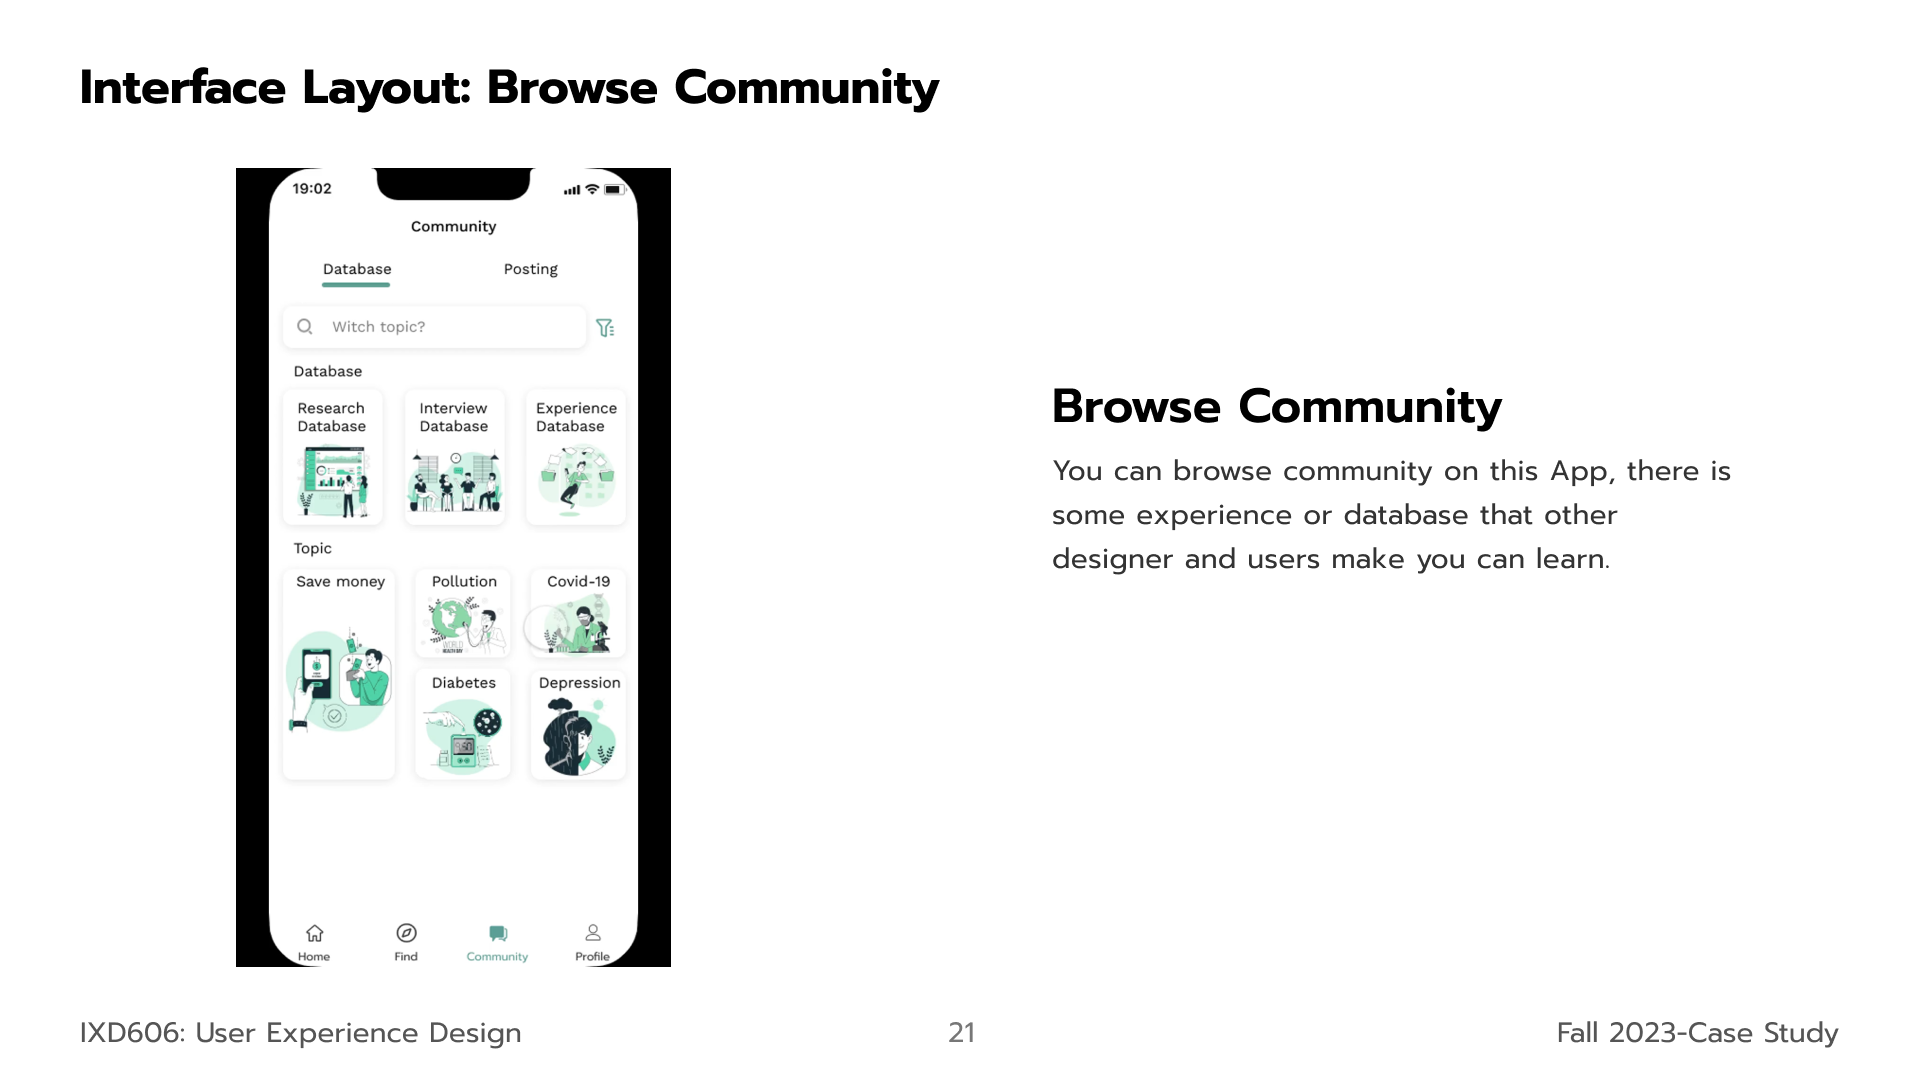 Interface Layout: Browse Community
19:02
Community
Database Posting
Witch topic?
Database
Research Database
Interview Database
Experience Database
Topic
Save money
Pollution
WORLD
HEALTH DAY
Covid-19
Diabetes
Depression
Home Find Community Profile
Browse Community
You can browse community on this App, there is
some experience or database that other
designer and users make you can learn.
IXD606: User Experience Design
21
Fall 2023-Case Study